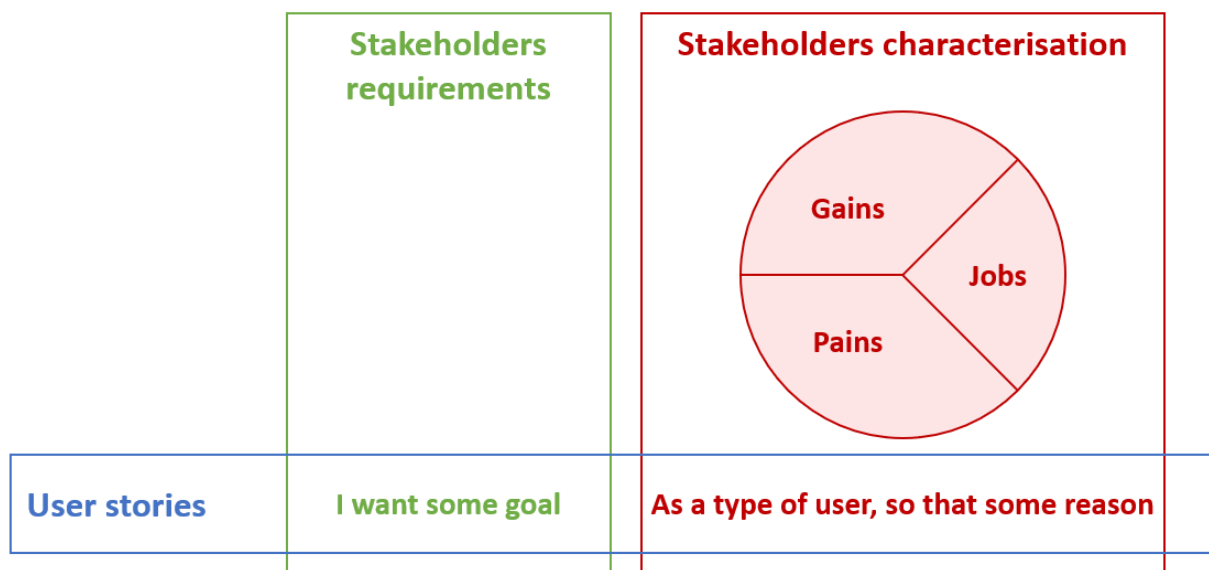 Stakeholders
requirements
Stakeholders characterisation
Gains
Jobs
Pains
User stories
I want some goal
As a type of user, so that some reason